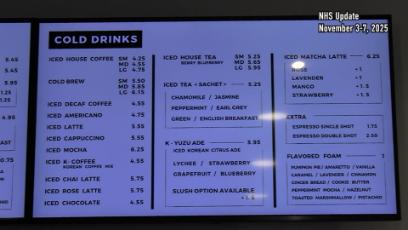 NHS Update
November 3-7, 2025
COLD DRINKS
ICED HOUSE COFFEE SM 4.25
MD 4.55
LG 4.75
COLD BREW SM 5.50
MD 5.85
LG 6.15
ICED DECAF COFFEE 4.55
ICED AMERICANO 4.75
ICED LATTE 5.55
ICED CAPPUCCINO 5.55
ICED MOCHA 6.25
ICED K-COFFEE 4.55
KOREAN COFFEE MIX
ICED CHAI LATTE 5.75
ICED ROSE LATTE 5.75
ICED CHOCOLATE 4.55
ICED HOUSE TEA SM 5.25
BERRY BLUEBERRY MD 5.65
LG 5.95
ICED TEA - SACHET 5.25
CHAMOMILE / JASMINE
PEPPERMINT / EARL GREY
GREEN / ENGLISH BREAKFAST
K - YUZU ADE 5.95
ICED KOREAN CITRUS ADE
LYCHEE / STRAWBERRY
GRAPEFRUIT / BLUEBERRY
SLUSH OPTION AVAILABLE
ICED MATCHA LATTE 6.25
ROSE +1
LAVENDER +1
MANGO +1.5
STRAWBERRY +1.5
EXTRA
ESPRESSO SINGLE SHOT 1.75
ESPRESSO DOUBLE SHOT 2.55
FLAVORED FOAM 1
PUMPKIN PIE / AMARETTO / VANILLA
CARAMEL / LAVENDER / CINNAMON
GINGER BREAD / COOKIE BUTTER
PEPPERMINT MOCHA / HAZELNUT
TOASTED MARSHMALLOW / PISTACHIO